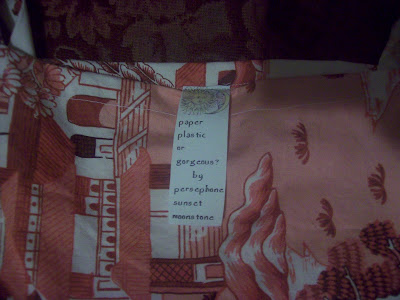 paper
plastic
or
gorgeous?
by
persephone
sunset
moonstone